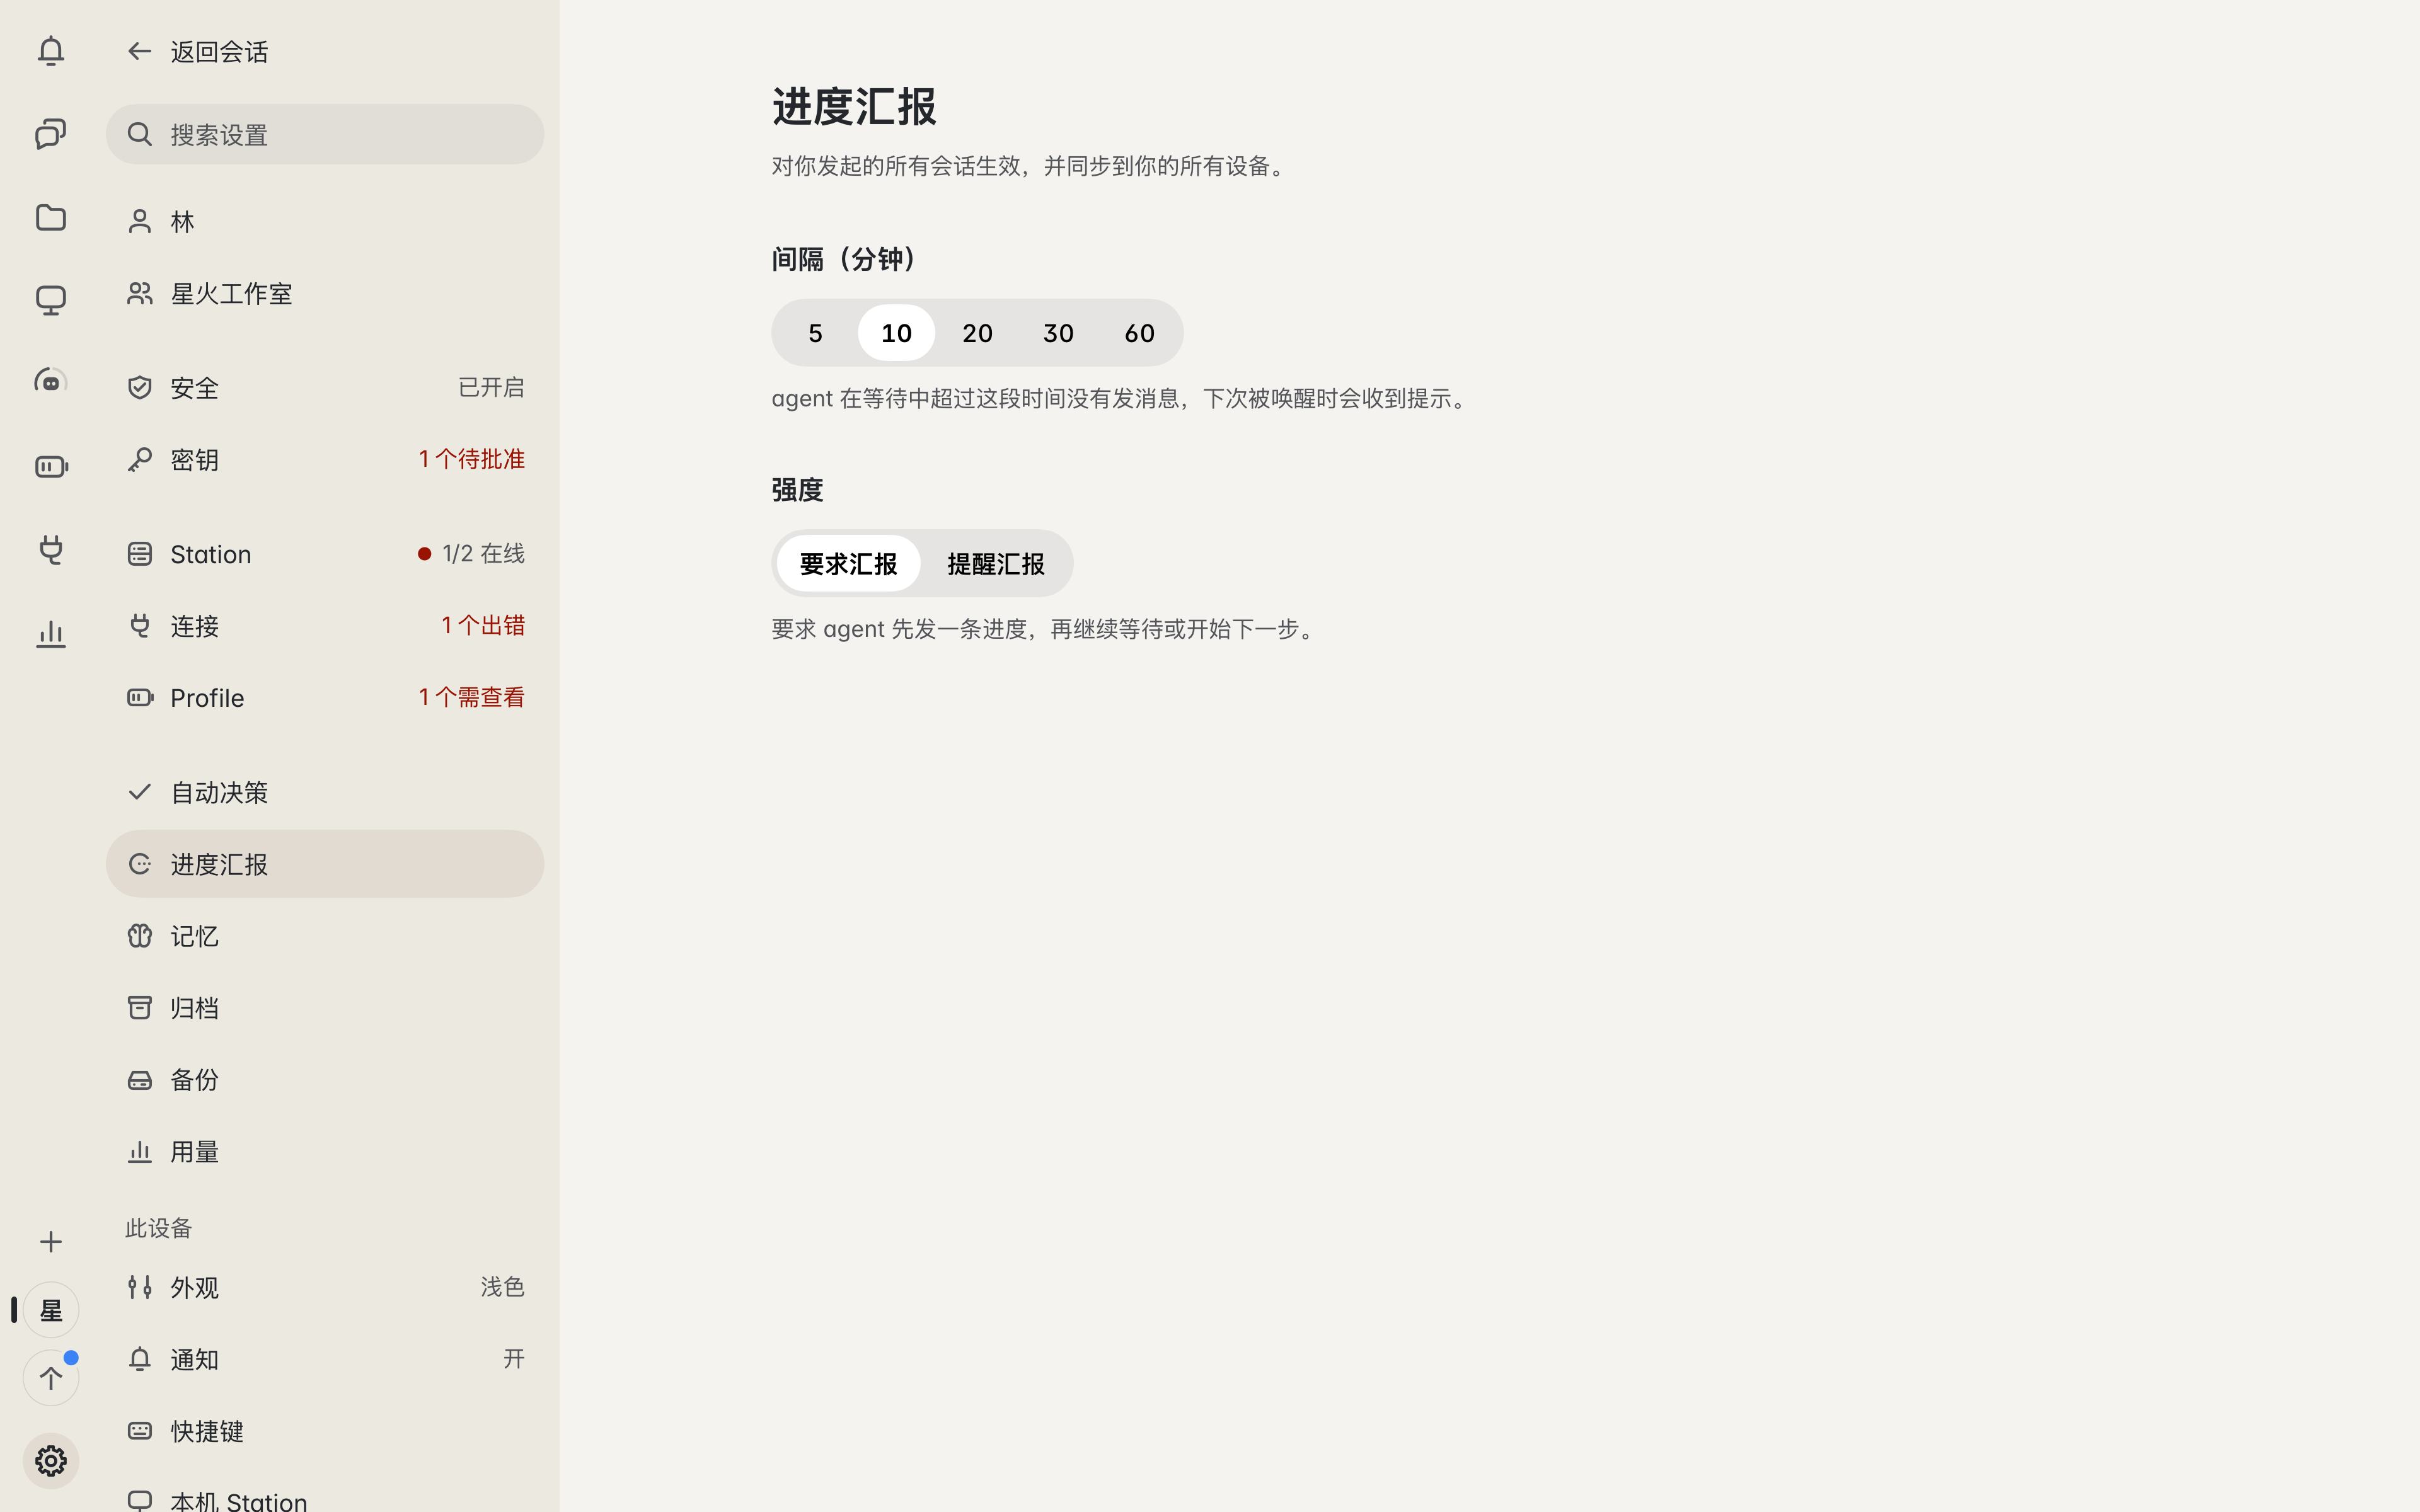 返回会话
搜索设置
林
星火工作室
安全 已开启
密钥 1 个待批准
Station 1/2 在线
连接 1 个出错
Profile 1 个需查看
自动决策
进度汇报
记忆
归档
备份
用量
此设备
外观 浅色
通知 开
快捷键
本机 Station
星
个
进度汇报
对你发起的所有会话生效，并同步到你的所有设备。
间隔（分钟）
5 10 20 30 60
agent 在等待中超过这段时间没有发消息，下次被唤醒时会收到提示。
强度
要求汇报 提醒汇报
要求 agent 先发一条进度，再继续等待或开始下一步。